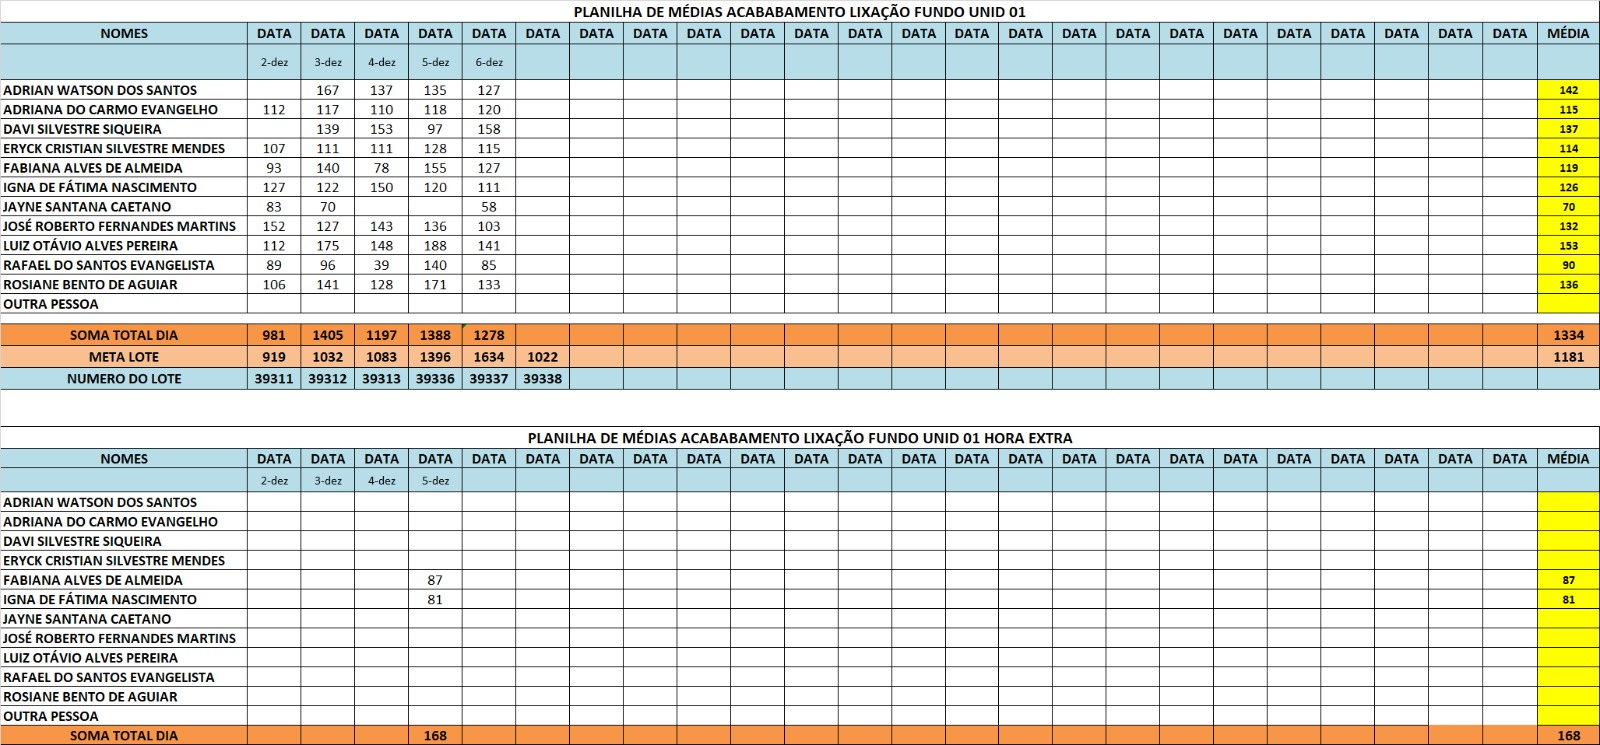 PLANILHA DE MÉDIAS ACABABAMENTO LIXAÇÃO FUNDO UNID 01
NOMES DATA DATA DATA DATA DATA DATA DATA DATA DATA DATA DATA DATA DATA DATA DATA DATA DATA DATA DATA DATA DATA DATA DATA DATA MÉDIA
2-dez 3-dez 4-dez 5-dez 6-dez
ADRIAN WATSON DOS SANTOS 167 137 135 127 142
ADRIANA DO CARMO EVANGELHO 112 117 110 118 120 115
DAVI SILVESTRE SIQUEIRA 139 153 97 158 137
ERYCK CRISTIAN SILVESTRE MENDES 107 111 111 128 115 114
FABIANA ALVES DE ALMEIDA 93 140 78 155 127 119
IGNA DE FÁTIMA NASCIMENTO 127 122 150 120 111 126
JAYNE SANTANA CAETANO 83 70 58 70
JOSÉ ROBERTO FERNANDES MARTINS 152 127 143 136 103 132
LUIZ OTÁVIO ALVES PEREIRA 112 175 148 188 141 153
RAFAEL DO SANTOS EVANGELISTA 89 96 39 140 85 90
ROSIANE BENTO DE AGUIAR 106 141 128 171 133 136
OUTRA PESSOA
SOMA TOTAL DIA 981 1405 1197 1388 1278 1334
META LOTE 919 1032 1083 1396 1634 1022 1181
NUMERO DO LOTE 39311 39312 39313 39336 39337 39338
PLANILHA DE MÉDIAS ACABABAMENTO LIXAÇÃO FUNDO UNID 01 HORA EXTRA
NOMES DATA DATA DATA DATA DATA DATA DATA DATA DATA DATA DATA DATA DATA DATA DATA DATA DATA DATA DATA DATA DATA DATA DATA DATA MÉDIA
2-dez 3-dez 4-dez 5-dez
ADRIAN WATSON DOS SANTOS
ADRIANA DO CARMO EVANGELHO
DAVI SILVESTRE SIQUEIRA
ERYCK CRISTIAN SILVESTRE MENDES
FABIANA ALVES DE ALMEIDA 87 87
IGNA DE FÁTIMA NASCIMENTO 81 81
JAYNE SANTANA CAETANO
JOSÉ ROBERTO FERNANDES MARTINS
LUIZ OTÁVIO ALVES PEREIRA
RAFAEL DO SANTOS EVANGELISTA
ROSIANE BENTO DE AGUIAR
OUTRA PESSOA
SOMA TOTAL DIA 168 168